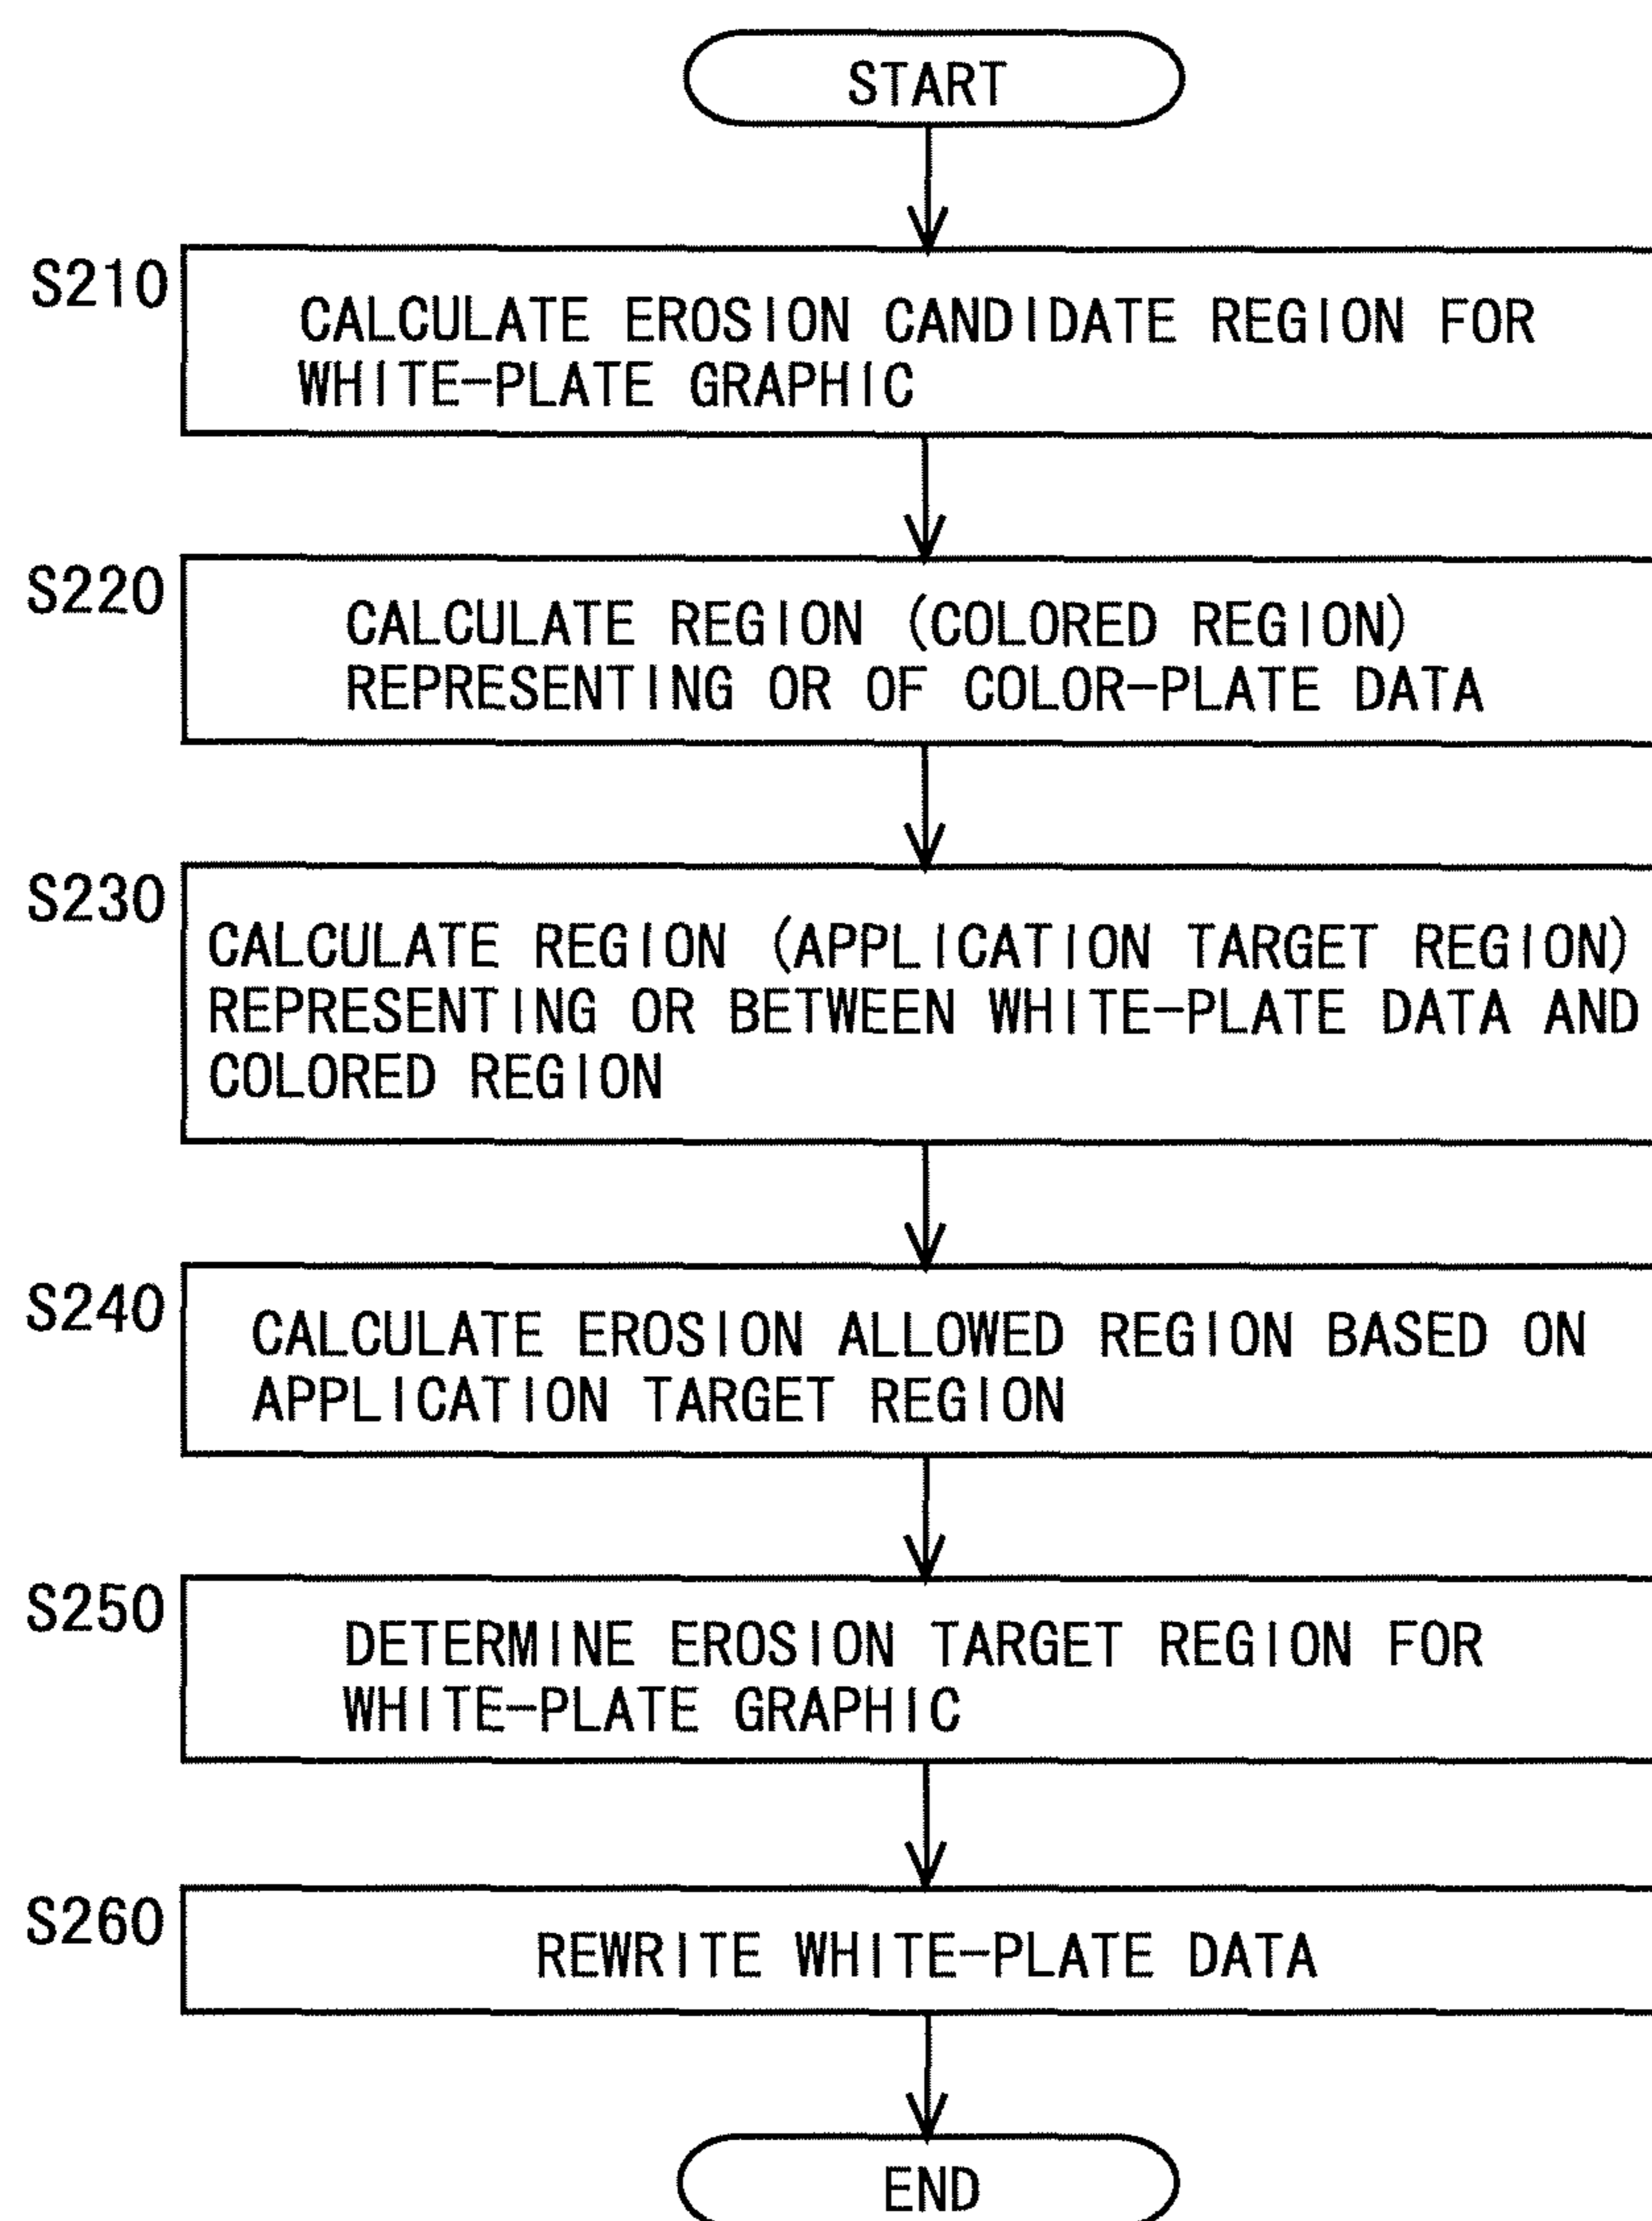 START
S210
CALCULATE EROSION CANDIDATE REGION FOR
WHITE-PLATE GRAPHIC
S220
CALCULATE REGION (COLORED REGION)
REPRESENTING OR OF COLOR-PLATE DATA
S230
CALCULATE REGION (APPLICATION TARGET REGION)
REPRESENTING OR BETWEEN WHITE-PLATE DATA AND
COLORED REGION
S240
CALCULATE EROSION ALLOWED REGION BASED ON
APPLICATION TARGET REGION
S250
DETERMINE EROSION TARGET REGION FOR
WHITE-PLATE GRAPHIC
S260
REWRITE WHITE-PLATE DATA
END